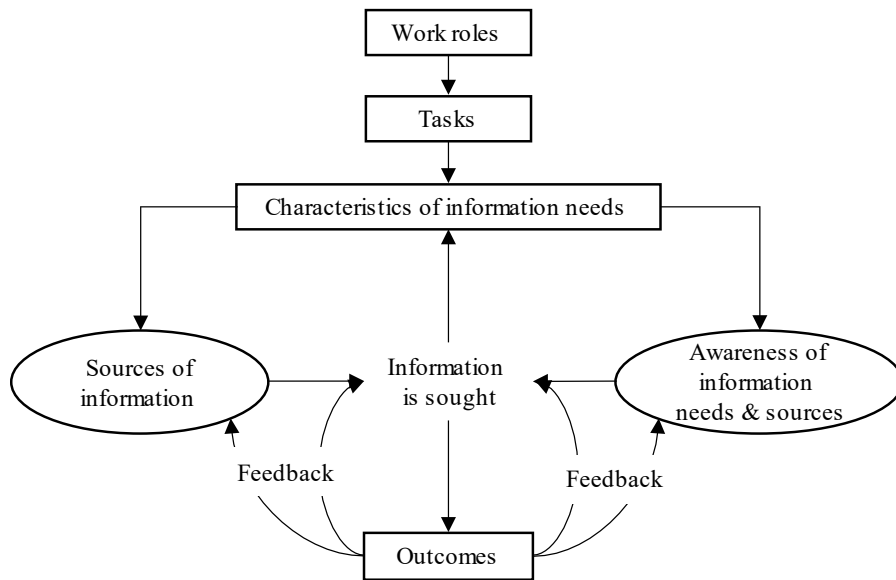 Work roles
Tasks
Characteristics of information needs
Sources of
information
Information
is sought
Awareness of
information
needs & sources
Feedback
Feedback
Outcomes